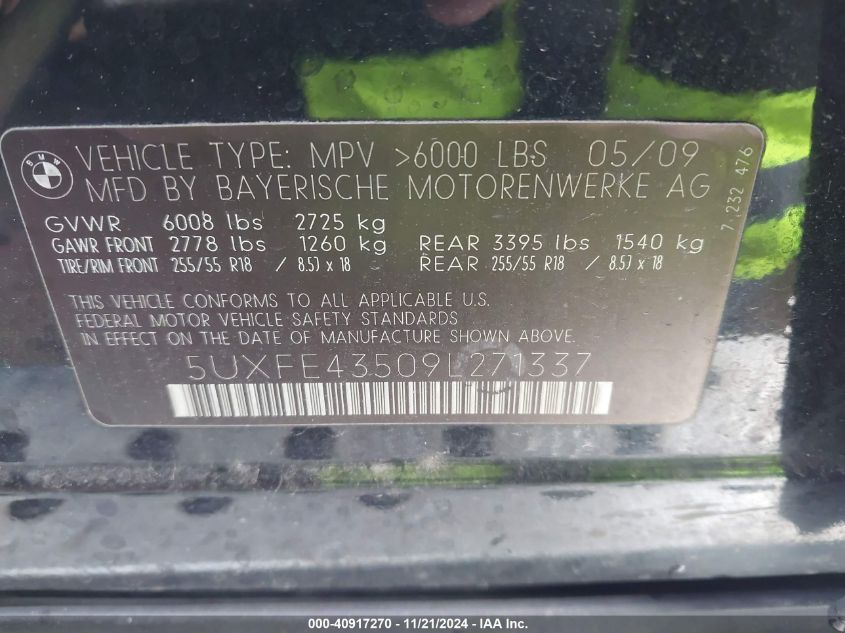 BMW
VEHICLE TYPE: MPV >6000 LBS 05/09
MFD BY BAYERISCHE MOTORENWERKE AG
7.232 476
GVWR 6008 lbs 2725 kg
GAWR FRONT 2778 lbs 1260 kg REAR 3395 lbs 1540 kg
TIRE/RIM FRONT 255/55 R18 / 8.5J x 18 REAR 255/55 R18 / 8.5J x 18
THIS VEHICLE CONFORMS TO ALL APPLICABLE U.S.
FEDERAL MOTOR VEHICLE SAFETY STANDARDS
IN EFFECT ON THE DATE OF MANUFACTURE SHOWN ABOVE.
5UXFE43509L271337
000-40917270 - 11/21/2024 - IAA Inc.